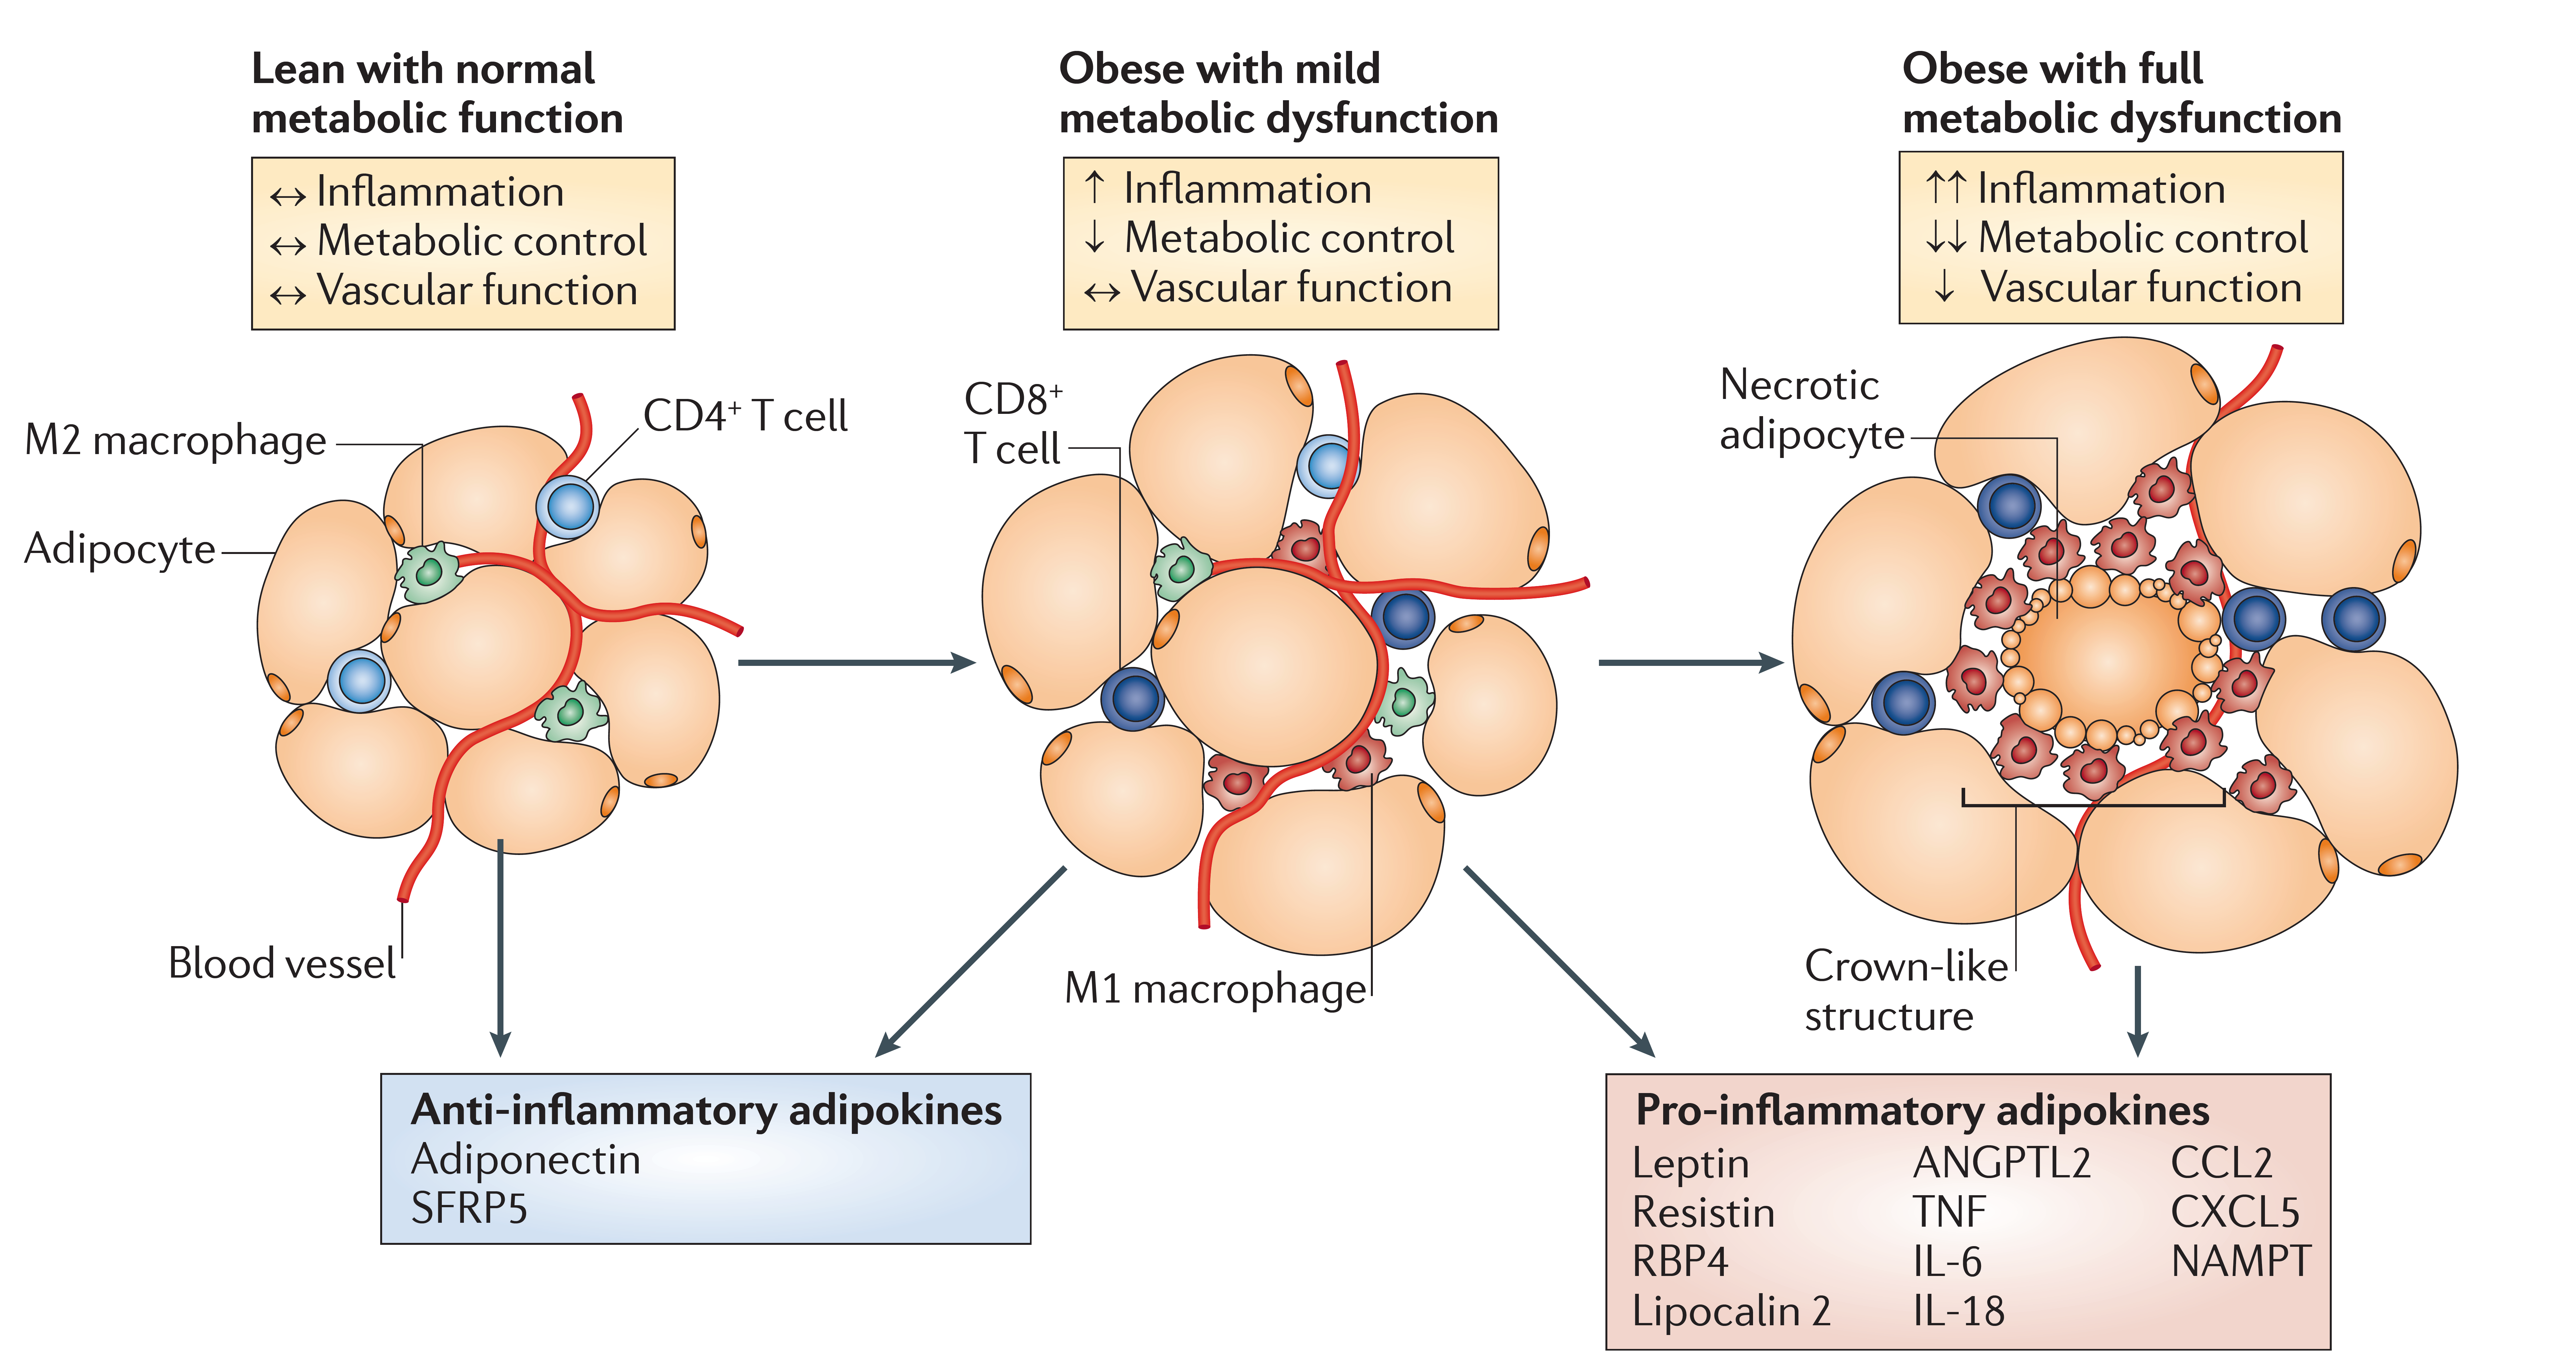 Lean with normal
metabolic function
↔ Inflammation
↔ Metabolic control
↔ Vascular function
M2 macrophage
CD4⁺ T cell
Adipocyte
Blood vessel
Obese with mild
metabolic dysfunction
↑ Inflammation
↓ Metabolic control
↔ Vascular function
CD8⁺
T cell
M1 macrophage
Obese with full
metabolic dysfunction
↑↑ Inflammation
↓↓ Metabolic control
↓ Vascular function
Necrotic
adipocyte
Crown-like
structure
Anti-inflammatory adipokines
Adiponectin
SFRP5
Pro-inflammatory adipokines
Leptin ANGPTL2 CCL2
Resistin TNF CXCL5
RBP4 IL-6 NAMPT
Lipocalin 2 IL-18